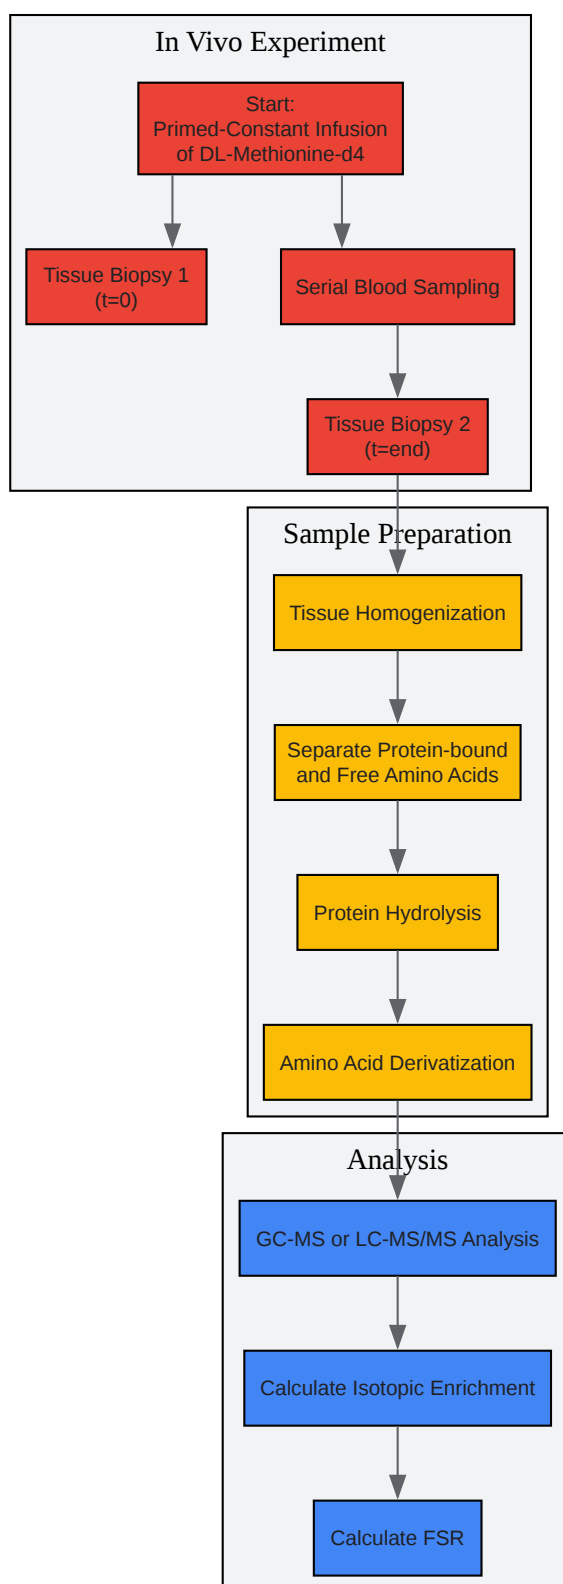 In Vivo Experiment
Start:
Primed-Constant Infusion
of DL-Methionine-d4
Tissue Biopsy 1
(t=0)
Serial Blood Sampling
Tissue Biopsy 2
(t=end)
Sample Preparation
Tissue Homogenization
Separate Protein-bound
and Free Amino Acids
Protein Hydrolysis
Amino Acid Derivatization
Analysis
GC-MS or LC-MS/MS Analysis
Calculate Isotopic Enrichment
Calculate FSR